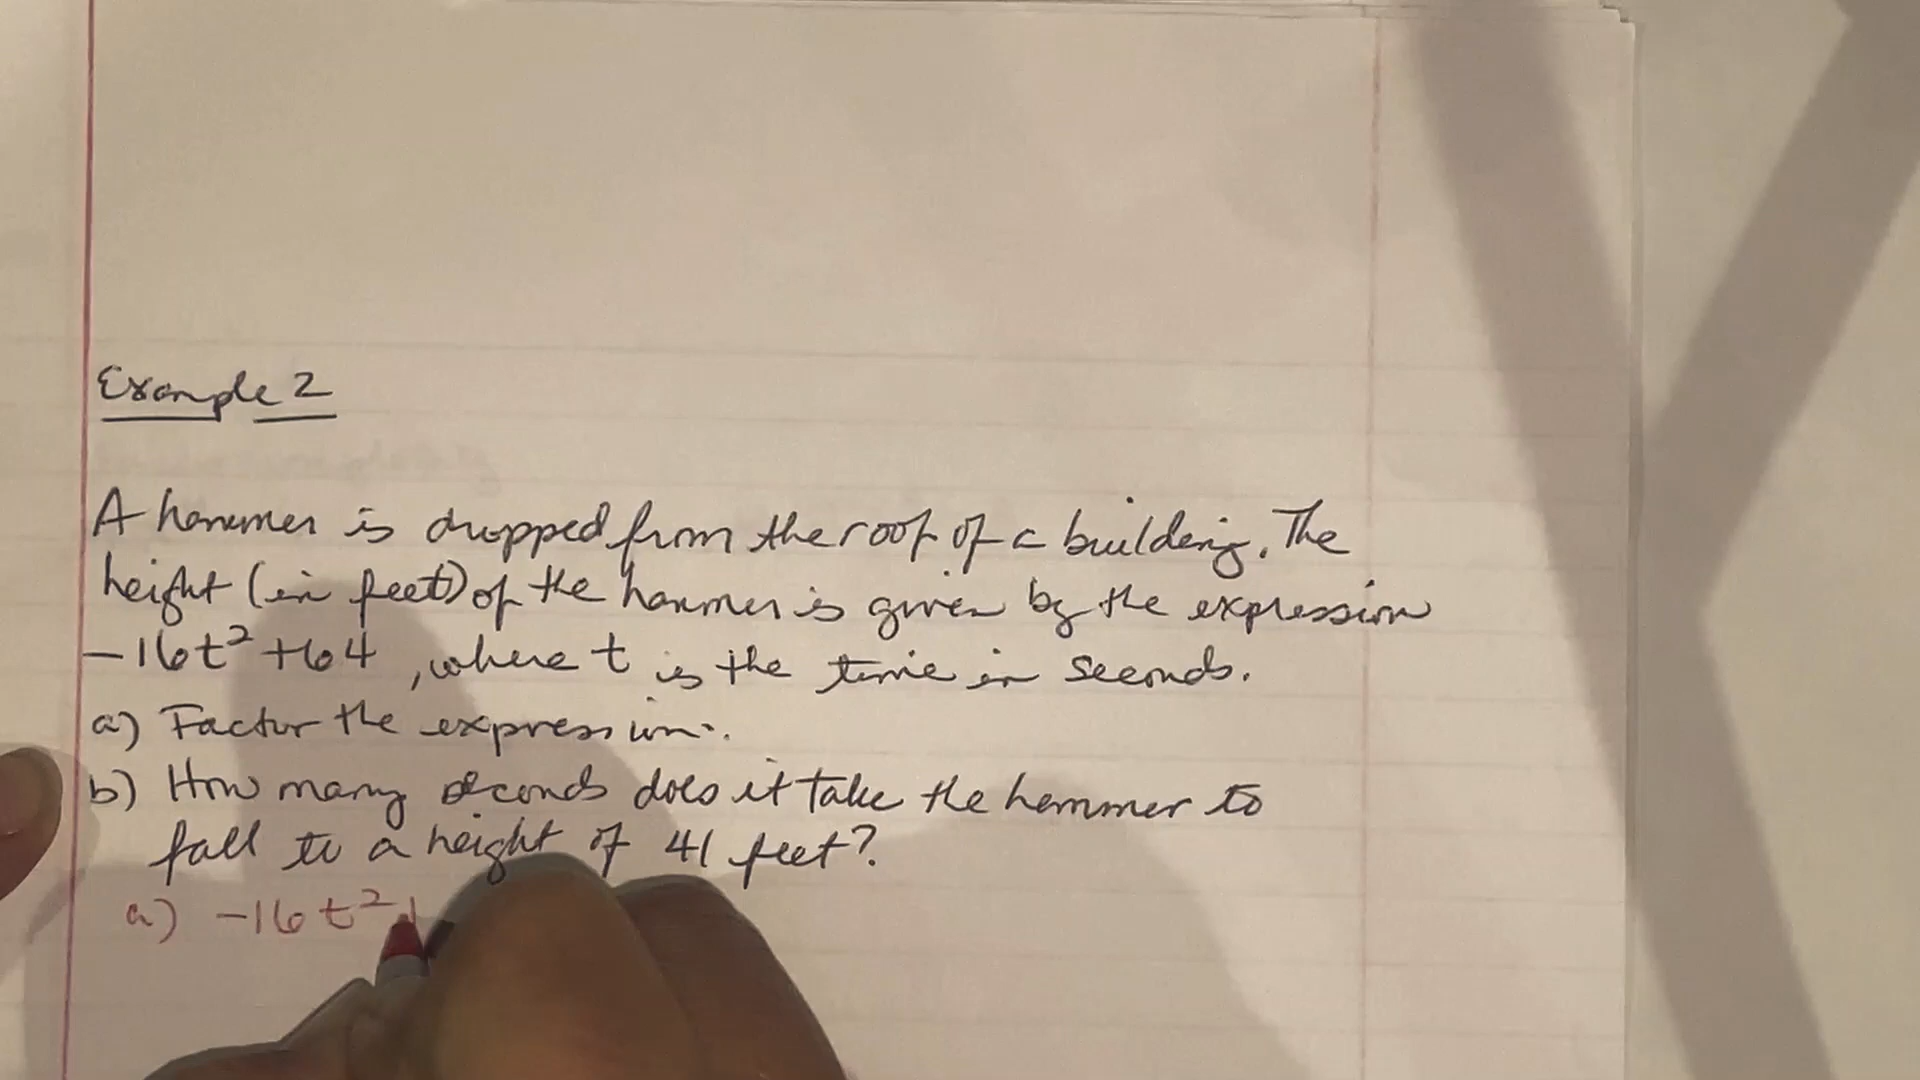 Example 2
A hammer is dropped from the roof of a building. The
height (in feet) of the hammer is given by the expression
-16t² +64, where t is the time in seconds.
a) Factor the expression.
b) How many seconds does it take the hammer to
fall to a height of 41 feet?
a) -16t² +